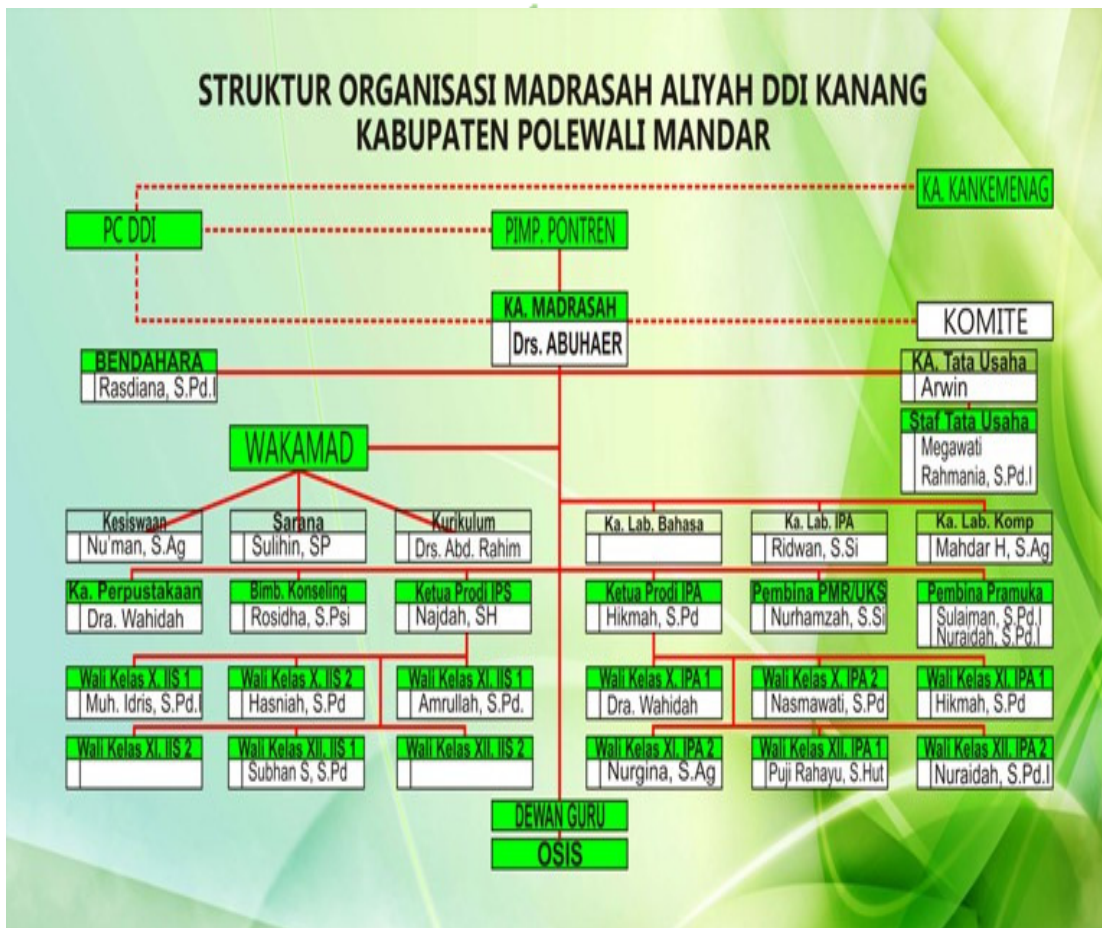 STRUKTUR ORGANISASI MADRASAH ALIYAH DDI KANANG
KABUPATEN POLEWALI MANDAR
KA. KANKEMENAG
PC DDI
PIMP. PONTREN
KA. MADRASAH
Drs. ABUHAER
KOMITE
BENDAHARA
Rasdiana, S.Pd.I
KA. Tata Usaha
Arwin
Staf Tata Usaha
Megawati
Rahmania, S.Pd.I
WAKAMAD
Kesiswaan
Nu'man, S.Ag
Sarana
Sulihin, SP
Kurikulum
Drs. Abd. Rahim
Ka. Lab. Bahasa
Ka. Lab. IPA
Ridwan, S.Si
Ka. Lab. Komp
Mahdar H, S.Ag
Ka. Perpustakaan
Dra. Wahidah
Bimb. Konseling
Rosidha, S.Psi
Ketua Prodi IPS
Najdah, SH
Ketua Prodi IPA
Hikmah, S.Pd
Pembina PMR/UKS
Nurhamzah, S.Si
Pembina Pramuka
Sulaiman, S.Pd.I
Nuraidah, S.Pd.I
Wali Kelas X. IIS 1
Muh. Idris, S.Pd.I
Wali Kelas X. IIS 2
Hasniah, S.Pd
Wali Kelas XI. IIS 1
Amrullah, S.Pd.
Wali Kelas X. IPA 1
Dra. Wahidah
Wali Kelas X. IPA 2
Nasmawati, S.Pd
Wali Kelas XI. IPA 1
Hikmah, S.Pd
Wali Kelas XI. IIS 2
Wali Kelas XII. IIS 1
Subhan S, S.Pd
Wali Kelas XII. IIS 2
Wali Kelas XI. IPA 2
Nurgina, S.Ag
Wali Kelas XII. IPA 1
Puji Rahayu, S.Hut
Wali Kelas XII. IPA 2
Nuraidah, S.Pd.I
DEWAN GURU
OSIS